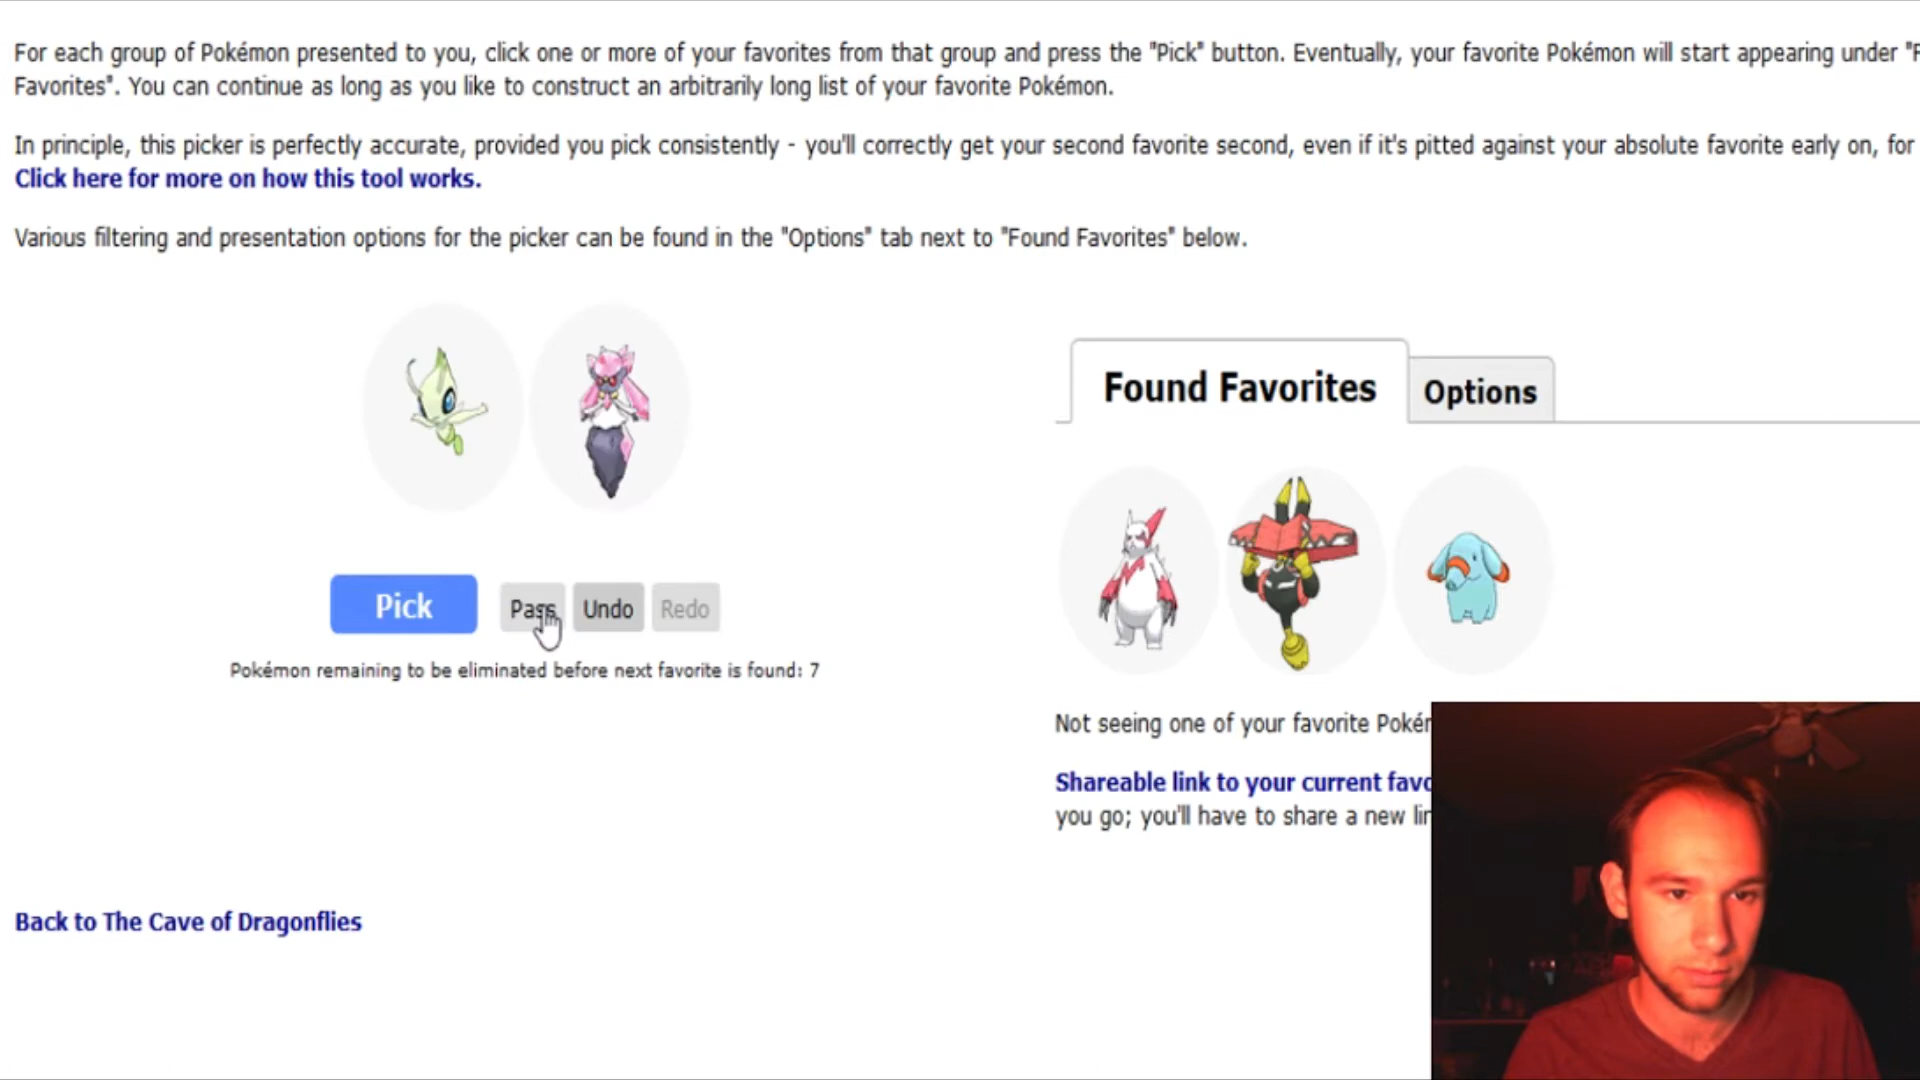 For each group of Pokémon presented to you, click one or more of your favorites from that group and press the "Pick" button. Eventually, your favorite Pokémon will start appearing under "F
Favorites". You can continue as long as you like to construct an arbitrarily long list of your favorite Pokémon.
In principle, this picker is perfectly accurate, provided you pick consistently - you'll correctly get your second favorite second, even if it's pitted against your absolute favorite early on, for
Click here for more on how this tool works.
Various filtering and presentation options for the picker can be found in the "Options" tab next to "Found Favorites" below.
Found Favorites Options
Pick Pass Undo Redo
Pokémon remaining to be eliminated before next favorite is found: 7
Not seeing one of your favorite Pokém
Shareable link to your current favo
you go; you'll have to share a new lin
Back to The Cave of Dragonflies